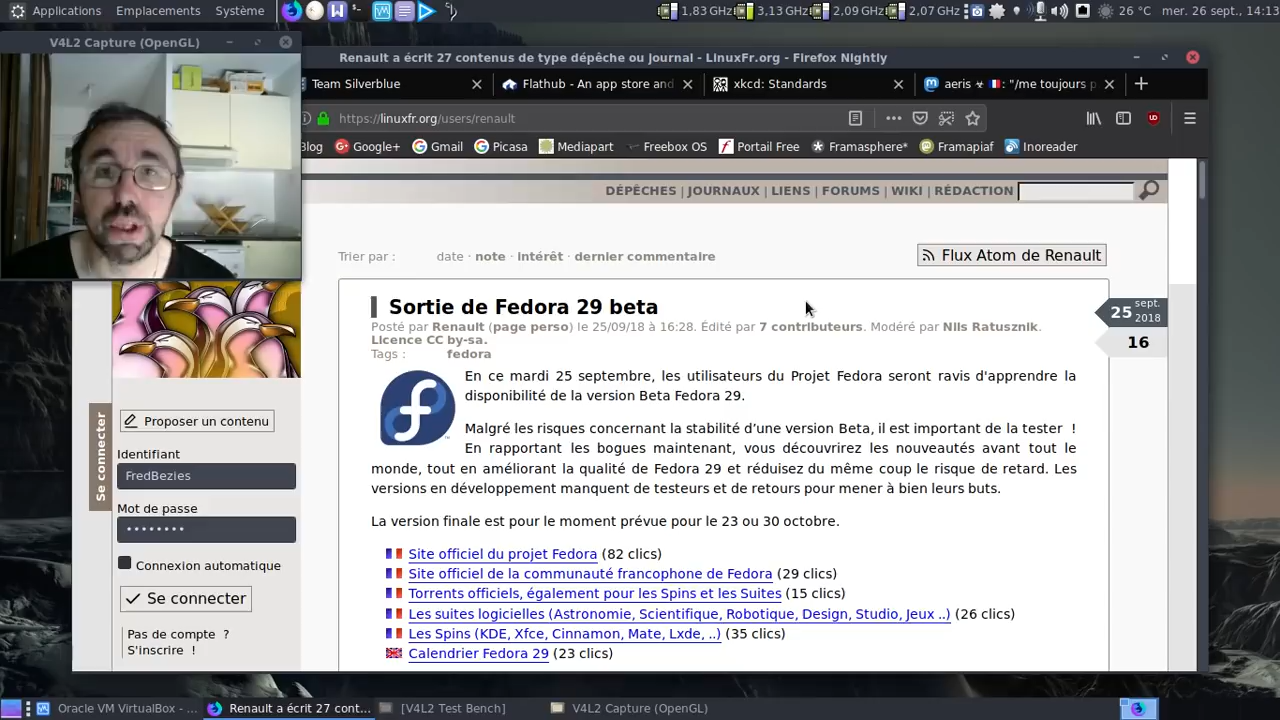 Applications Emplacements Système 1,83 GHz 3,13 GHz 2,09 GHz 2,07 GHz 26 °C mer. 26 sept., 14:13
V4L2 Capture (OpenGL)
Renault a écrit 27 contenus de type dépêche ou journal - LinuxFr.org - Firefox Nightly
Team Silverblue Flathub - An app store and xkcd: Standards aeris ☣ 🇫🇷: "/me toujours p
https://linuxfr.org/users/renault
Blog Google+ Gmail Picasa Mediapart Freebox OS Portail Free Framasphere* Framapiaf Inoreader
DÉPÊCHES | JOURNAUX | LIENS | FORUMS | WIKI | RÉDACTION
Trier par : date · note · intérêt · dernier commentaire
Flux Atom de Renault
Sortie de Fedora 29 beta
25 sept. 2018
16
Posté par Renault (page perso) le 25/09/18 à 16:28. Édité par 7 contributeurs. Modéré par Nils Ratusznik.
Licence CC by-sa.
Tags : fedora
En ce mardi 25 septembre, les utilisateurs du Projet Fedora seront ravis d'apprendre la
disponibilité de la version Beta Fedora 29.
Malgré les risques concernant la stabilité d'une version Beta, il est important de la tester !
En rapportant les bogues maintenant, vous découvrirez les nouveautés avant tout le
monde, tout en améliorant la qualité de Fedora 29 et réduisez du même coup le risque de retard. Les
versions en développement manquent de testeurs et de retours pour mener à bien leurs buts.
La version finale est pour le moment prévue pour le 23 ou 30 octobre.
Site officiel du projet Fedora (82 clics)
Site officiel de la communauté francophone de Fedora (29 clics)
Torrents officiels, également pour les Spins et les Suites (15 clics)
Les suites logicielles (Astronomie, Scientifique, Robotique, Design, Studio, Jeux ..) (26 clics)
Les Spins (KDE, Xfce, Cinnamon, Mate, Lxde, ..) (35 clics)
Calendrier Fedora 29 (23 clics)
Se connecter
Proposer un contenu
Identifiant
FredBezies
Mot de passe
••••••••
Connexion automatique
Se connecter
Pas de compte ?
S'inscrire !
Oracle VM VirtualBox - ... Renault a écrit 27 cont... [V4L2 Test Bench] V4L2 Capture (OpenGL)